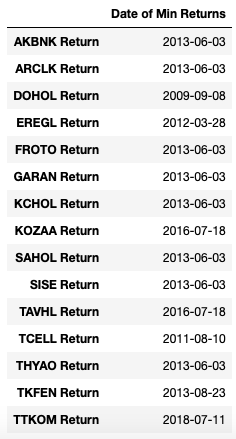 Date of Min Returns
AKBNK Return 2013-06-03
ARCLK Return 2013-06-03
DOHOL Return 2009-09-08
EREGL Return 2012-03-28
FROTO Return 2013-06-03
GARAN Return 2013-06-03
KCHOL Return 2013-06-03
KOZAA Return 2016-07-18
SAHOL Return 2013-06-03
SISE Return 2013-06-03
TAVHL Return 2016-07-18
TCELL Return 2011-08-10
THYAO Return 2013-06-03
TKFEN Return 2013-08-23
TTKOM Return 2018-07-11